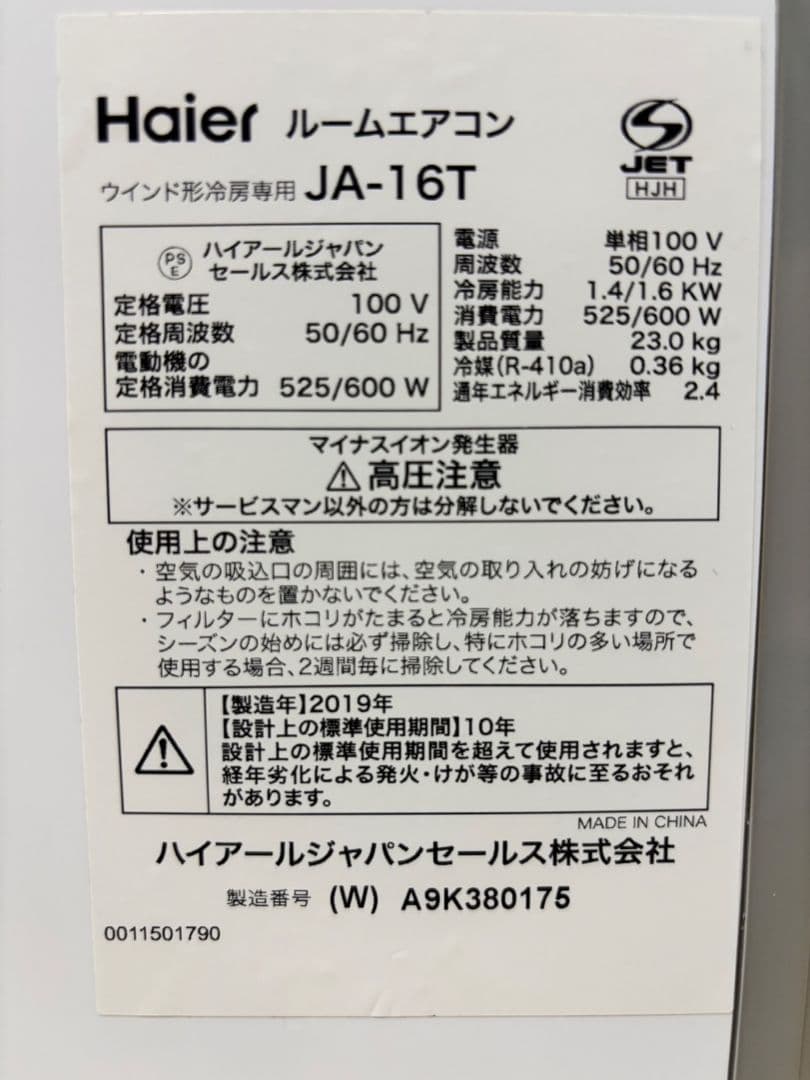 Haier ルームエアコン
ウインド形冷房専用 JA-16T
JET
HJH
PS
E
ハイアールジャパン
セールス株式会社
定格電圧 100 V
定格周波数 50/60 Hz
電動機の
定格消費電力 525/600 W
電源 単相100 V
周波数 50/60 Hz
冷房能力 1.4/1.6 KW
消費電力 525/600 W
製品質量 23.0 kg
冷媒(R-410a) 0.36 kg
通年エネルギー消費効率 2.4
マイナスイオン発生器
高圧注意
※サービスマン以外の方は分解しないでください。
使用上の注意
・空気の吸込口の周囲には、空気の取り入れの妨げになる
ようなものを置かないでください。
・フィルターにホコリがたまると冷房能力が落ちますので、
シーズンの始めには必ず掃除し、特にホコリの多い場所で
使用する場合、2週間毎に掃除してください。
【製造年】2019年
【設計上の標準使用期間】10年
設計上の標準使用期間を超えて使用されますと、
経年劣化による発火・けが等の事故に至るおそれ
があります。
MADE IN CHINA
ハイアールジャパンセールス株式会社
製造番号 (W) A9K380175
0011501790